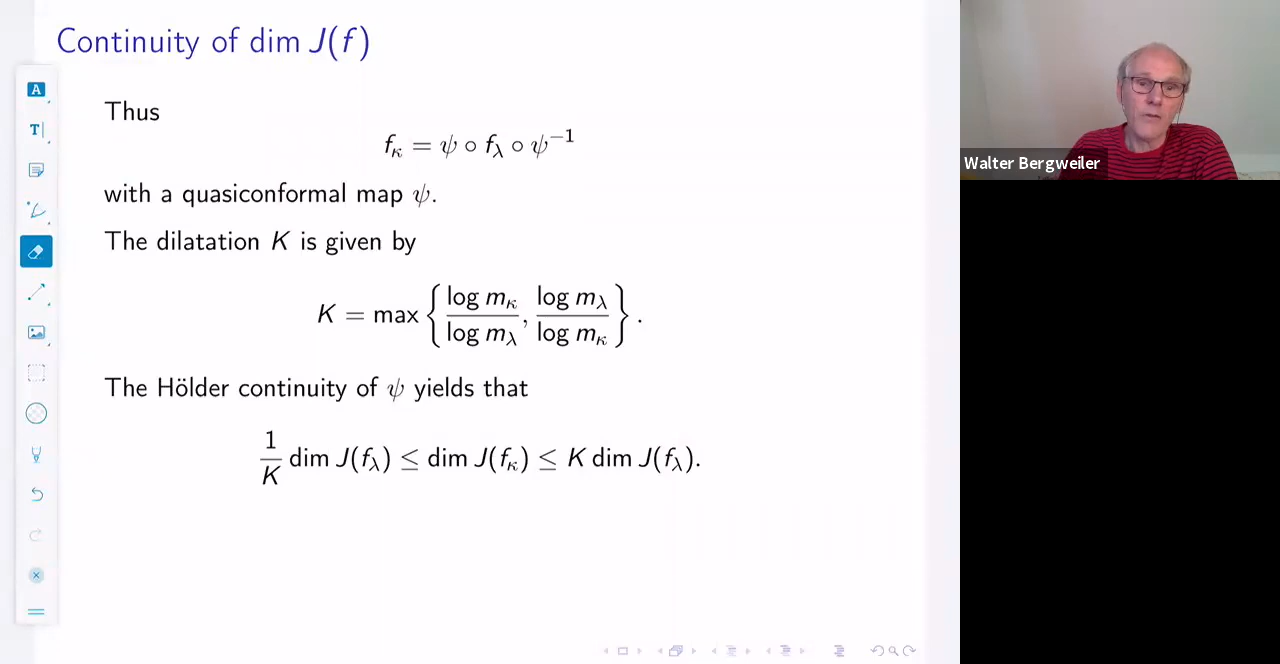 Continuity of dim J(f)
Thus
f_κ = ψ ∘ f_λ ∘ ψ⁻¹
with a quasiconformal map ψ.
The dilatation K is given by
K = max { log m_κ / log m_λ , log m_λ / log m_κ } .
The Hölder continuity of ψ yields that
1/K dim J(f_λ) ≤ dim J(f_κ) ≤ K dim J(f_λ).
A
T
Walter Bergweiler